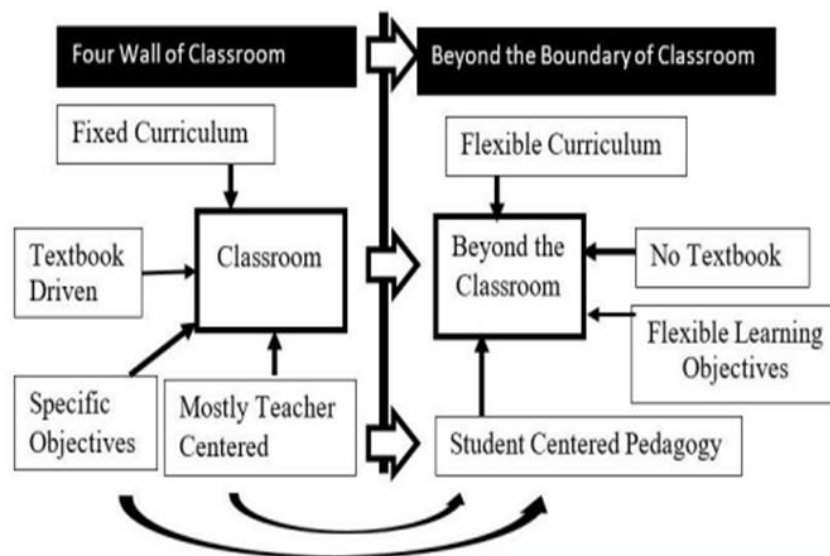 Four Wall of Classroom
Beyond the Boundary of Classroom
Fixed Curriculum
Flexible Curriculum
Textbook
Driven
Classroom
Beyond the
Classroom
No Textbook
Flexible Learning
Objectives
Specific
Objectives
Mostly Teacher
Centered
Student Centered Pedagogy